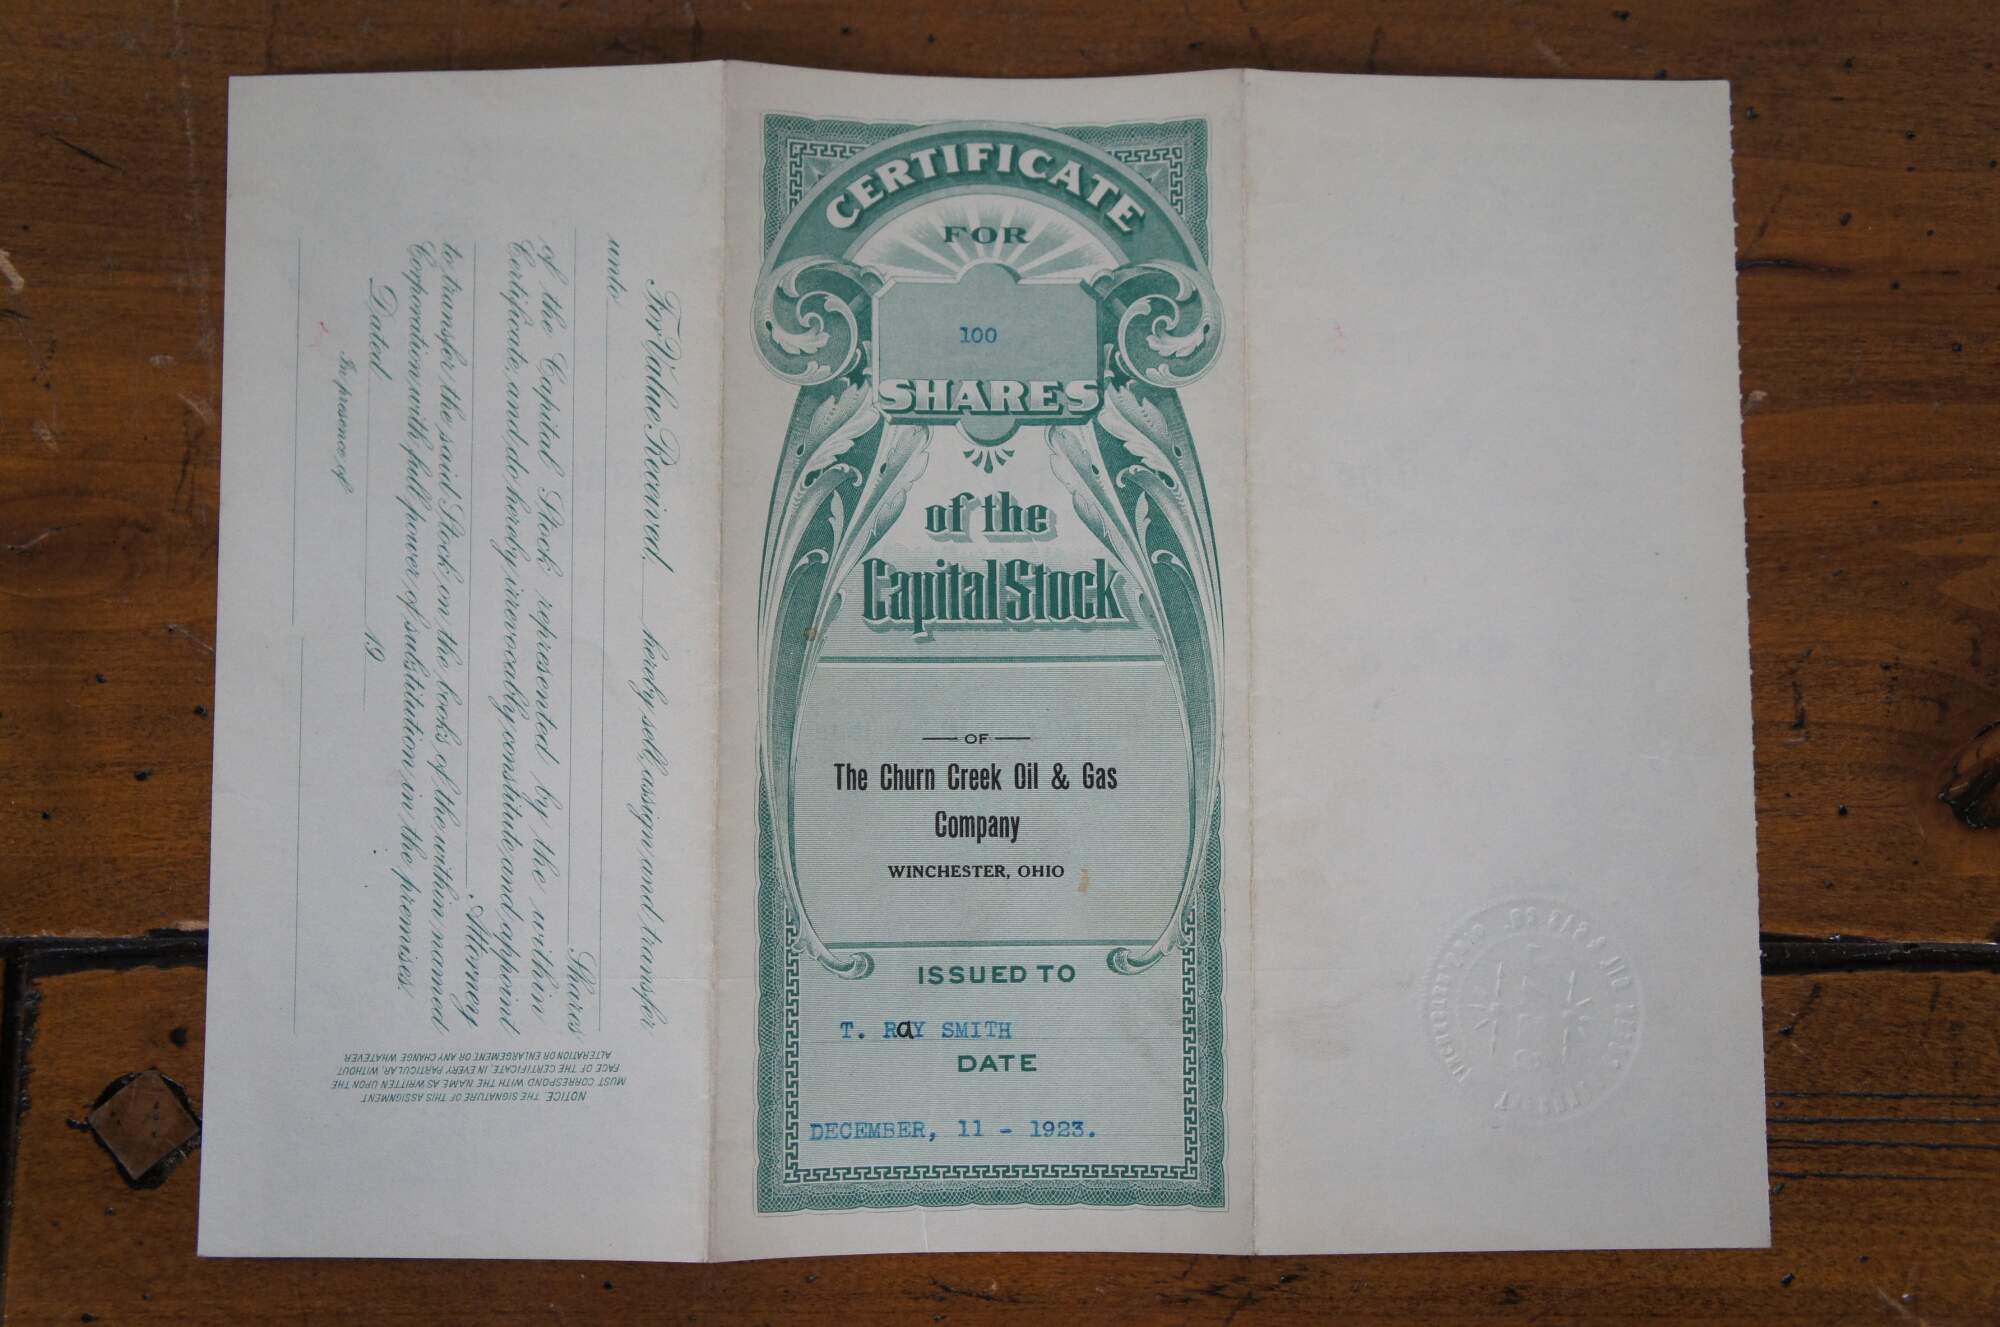 For Value Received, hereby sell, assign, and transfer
unto
Shares
of the Capital Stock represented by the within
Certificate, and do hereby irrevocably constitute and appoint
Attorney
to transfer the said Stock on the books of the within named
Corporation, with full power of substitution in the premises.
Dated 19
In presence of
NOTICE. THE SIGNATURE OF THIS ASSIGNMENT
MUST CORRESPOND WITH THE NAME AS WRITTEN UPON THE
FACE OF THE CERTIFICATE, IN EVERY PARTICULAR, WITHOUT
ALTERATION OR ENLARGEMENT OR ANY CHANGE WHATEVER
CERTIFICATE
FOR
100
SHARES
of the
Capital Stock
OF
The Churn Creek Oil & Gas
Company
WINCHESTER, OHIO
ISSUED TO
T. RaY SMITH
DATE
DECEMBER, 11 - 1923.